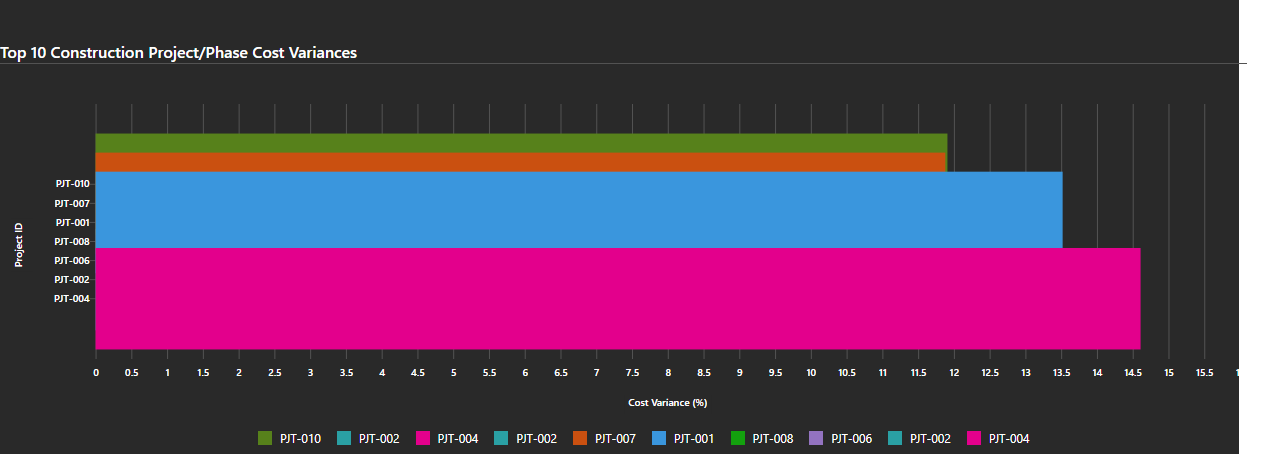 Top 10 Construction Project/Phase Cost Variances
PJT-010
PJT-007
PJT-001
PJT-008
PJT-006
PJT-002
PJT-004
Project ID
0 0.5 1 1.5 2 2.5 3 3.5 4 4.5 5 5.5 6 6.5 7 7.5 8 8.5 9 9.5 10 10.5 11 11.5 12 12.5 13 13.5 14 14.5 15 15.5
Cost Variance (%)
PJT-010 PJT-002 PJT-004 PJT-002 PJT-007 PJT-001 PJT-008 PJT-006 PJT-002 PJT-004